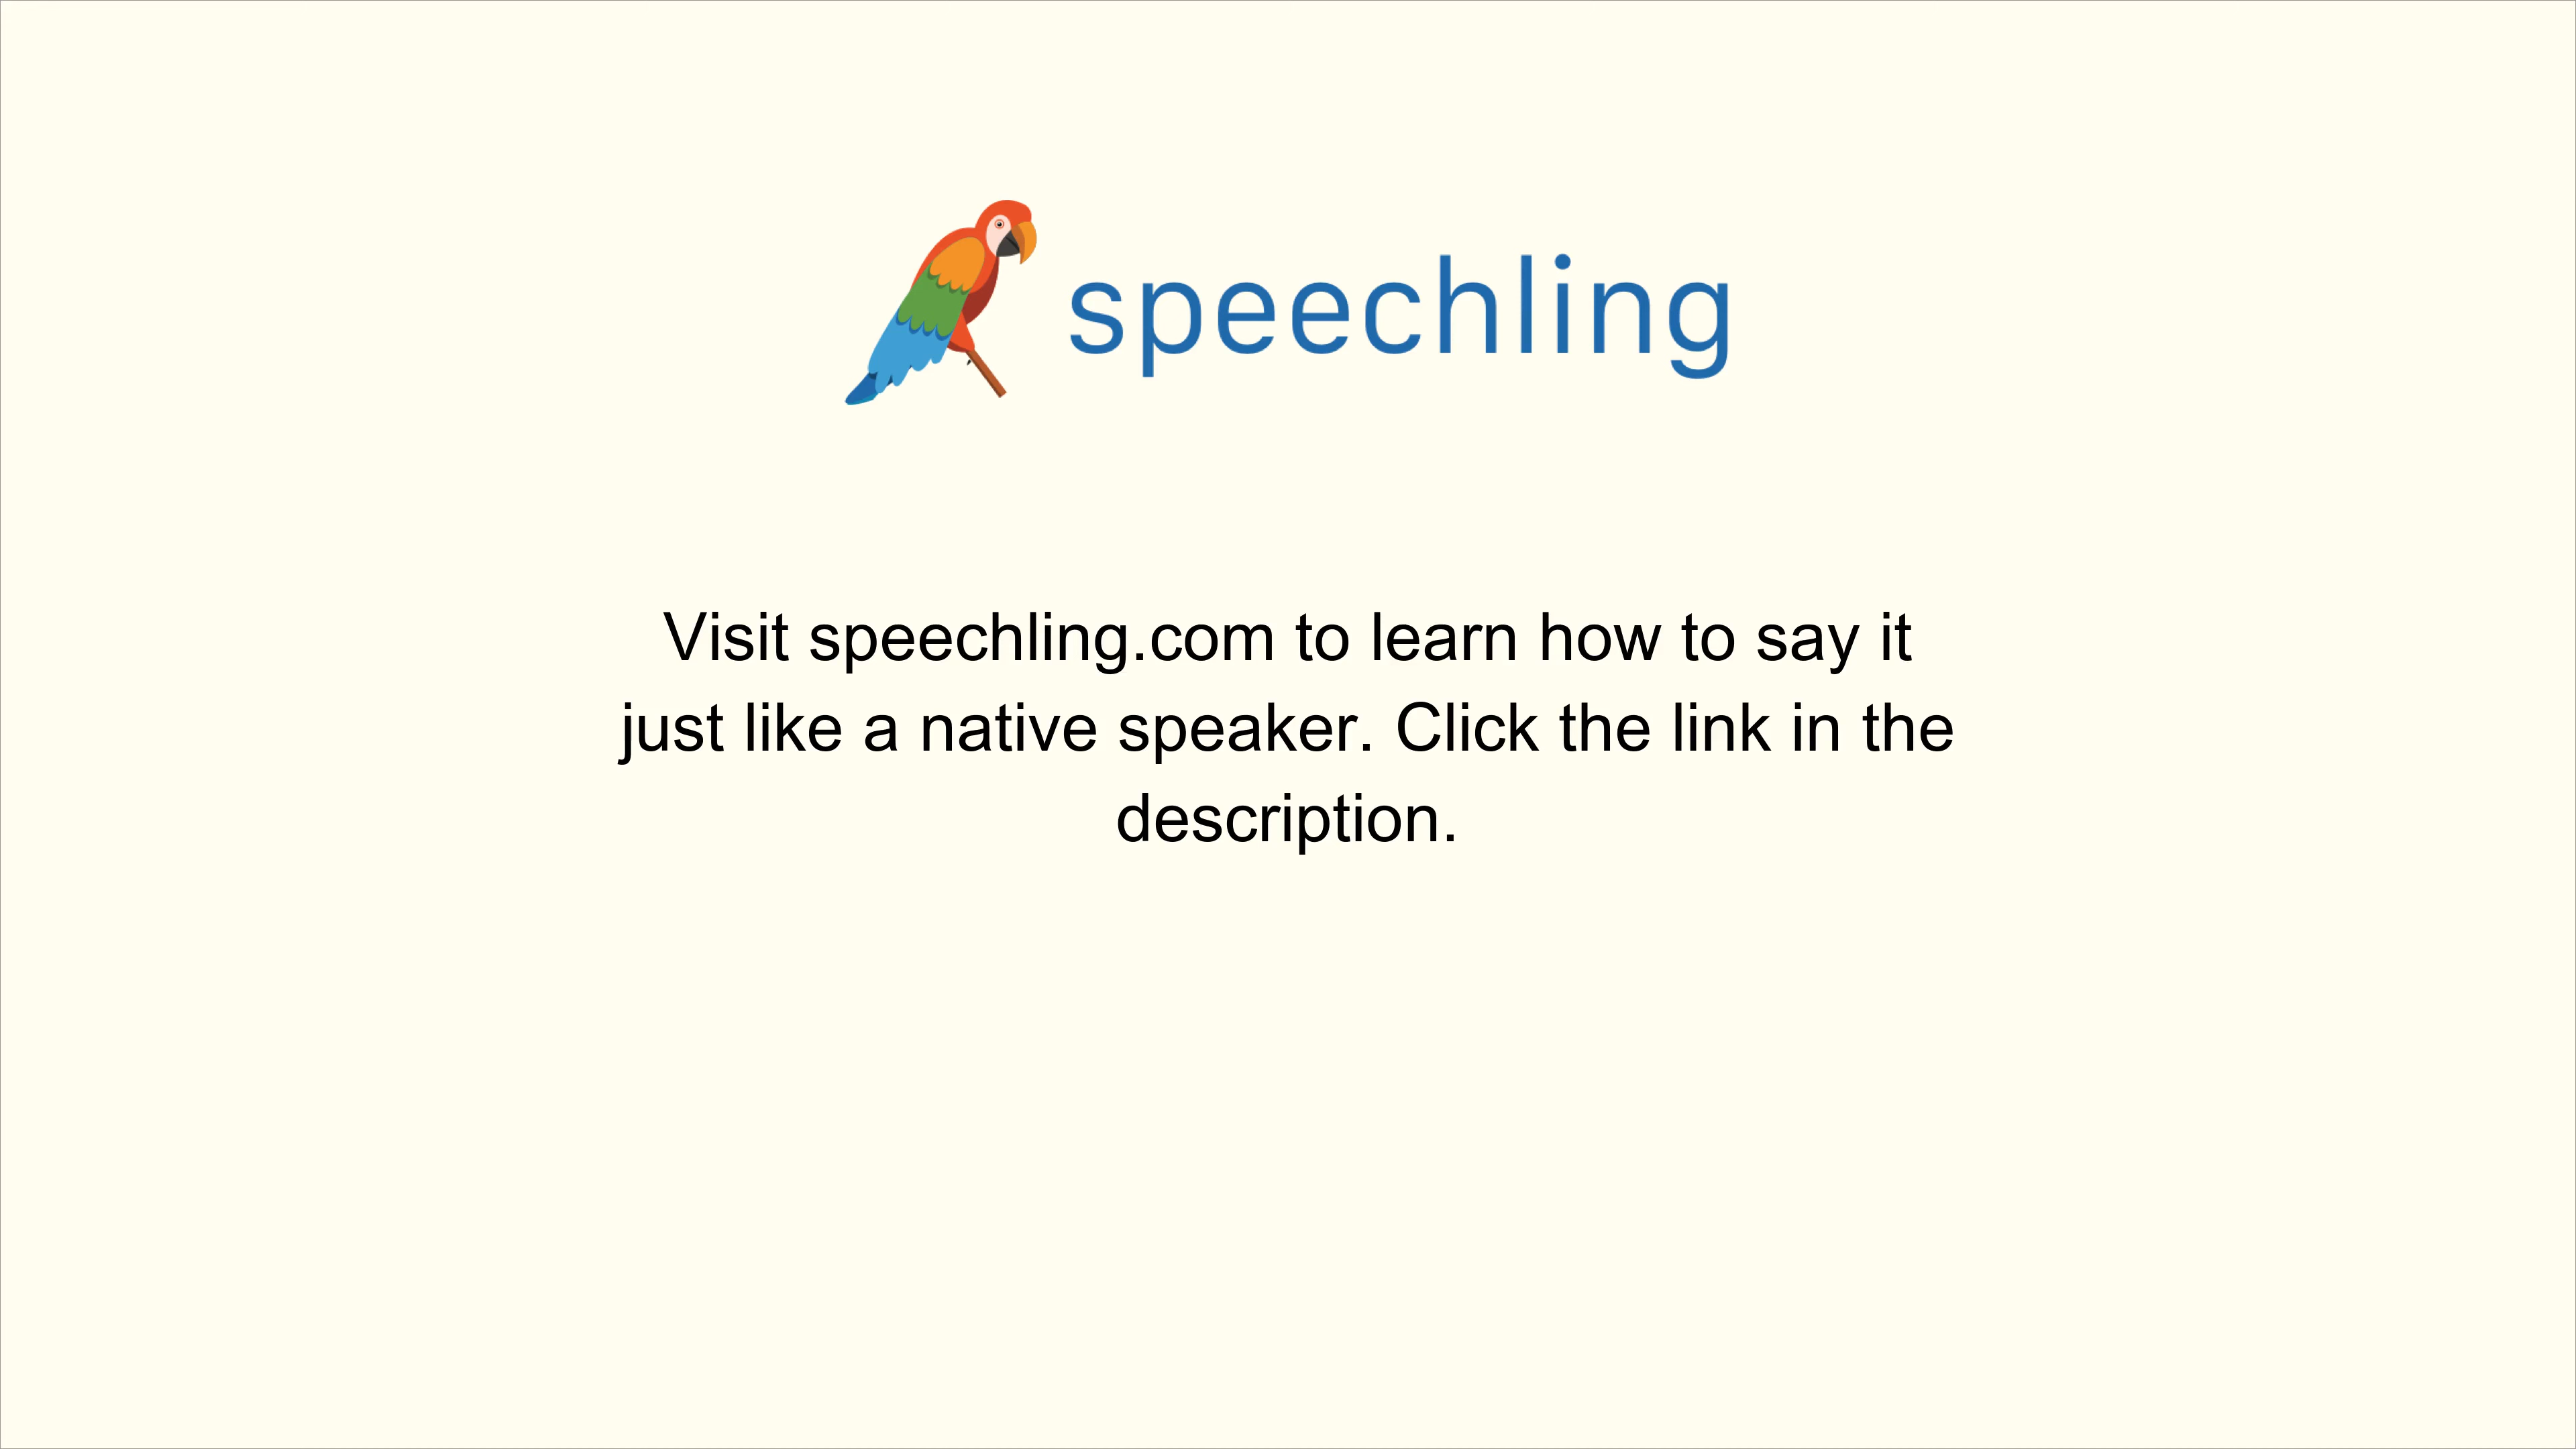 speechling
Visit speechling.com to learn how to say it
just like a native speaker. Click the link in the
description.